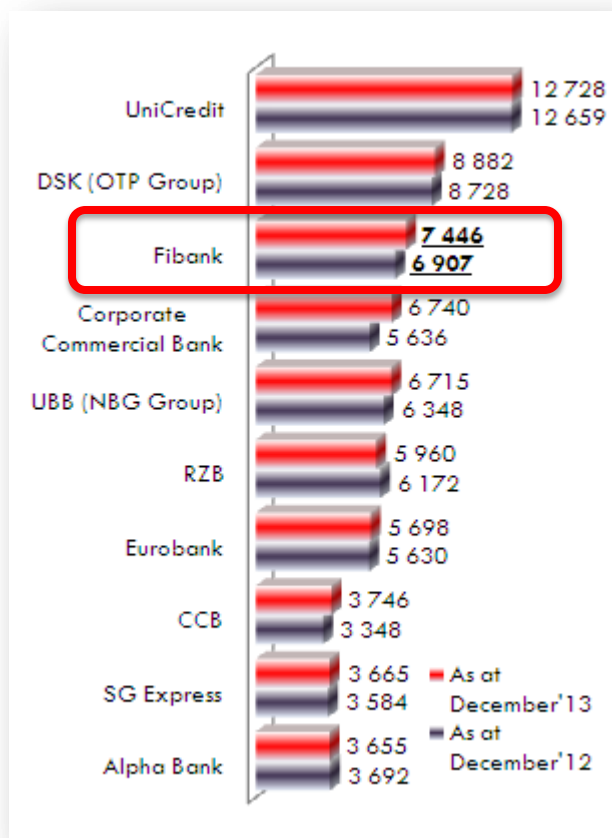 12 728
UniCredit
12 659
8 882
DSK (OTP Group)
8 728
7 446
Fibank
6 907
6 740
Corporate
Commercial Bank
5 636
6 715
UBB (NBG Group)
6 348
5 960
RZB
6 172
5 698
Eurobank
5 630
3 746
CCB
3 348
3 665
SG Express
3 584
3 655
Alpha Bank
3 692
As at
December'13
As at
December'12